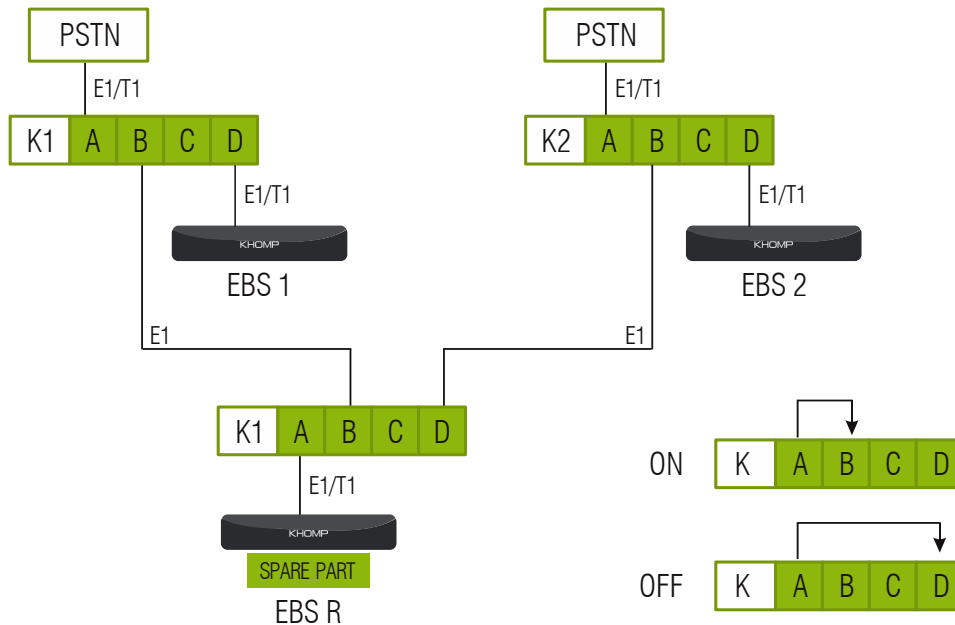 PSTN
PSTN
E1/T1
E1/T1
K1 A B C D
K2 A B C D
E1/T1
E1/T1
KHOMP
KHOMP
EBS 1
EBS 2
E1
E1
K1 A B C D
ON K A B C D
E1/T1
KHOMP
SPARE PART
OFF K A B C D
EBS R